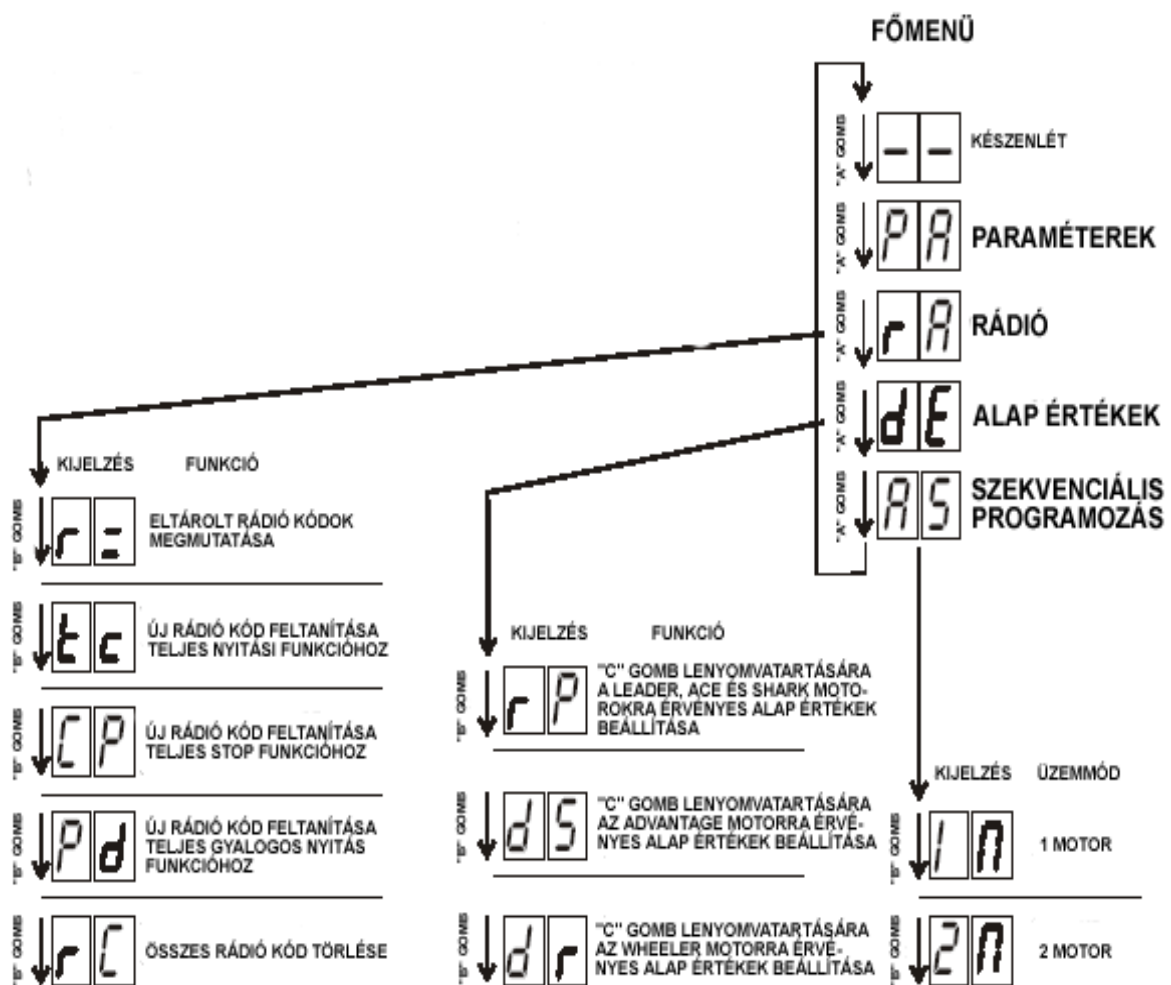 FŐMENÜ
"A" GOMB
- -
KÉSZENLÉT
"A" GOMB
PA
PARAMÉTEREK
"A" GOMB
rA
RÁDIÓ
"A" GOMB
dE
ALAP ÉRTÉKEK
"A" GOMB
AS
SZEKVENCIÁLIS
PROGRAMOZÁS
KIJELZÉS FUNKCIÓ
"B" GOMB
r=
ELTÁROLT RÁDIÓ KÓDOK
MEGMUTATÁSA
"B" GOMB
tc
ÚJ RÁDIÓ KÓD FELTANÍTÁSA
TELJES NYITÁSI FUNKCIÓHOZ
"B" GOMB
CP
ÚJ RÁDIÓ KÓD FELTANÍTÁSA
TELJES STOP FUNKCIÓHOZ
"B" GOMB
Pd
ÚJ RÁDIÓ KÓD FELTANÍTÁSA
TELJES GYALOGOS NYITÁS
FUNKCIÓHOZ
"B" GOMB
rC
ÖSSZES RÁDIÓ KÓD TÖRLÉSE
KIJELZÉS FUNKCIÓ
"B" GOMB
rP
"C" GOMB LENYOMVATARTÁSÁRA
A LEADER, ACE ÉS SHARK MOTO-
ROKRA ÉRVÉNYES ALAP ÉRTÉKEK
BEÁLLÍTÁSA
"B" GOMB
dS
"C" GOMB LENYOMVATARTÁSÁRA
AZ ADVANTAGE MOTORRA ÉRVÉ-
NYES ALAP ÉRTÉKEK BEÁLLÍTÁSA
"B" GOMB
dr
"C" GOMB LENYOMVATARTÁSÁRA
AZ WHEELER MOTORRA ÉRVÉ-
NYES ALAP ÉRTÉKEK BEÁLLÍTÁSA
KIJELZÉS ÜZEMMÓD
"B" GOMB
1M
1 MOTOR
"B" GOMB
2M
2 MOTOR